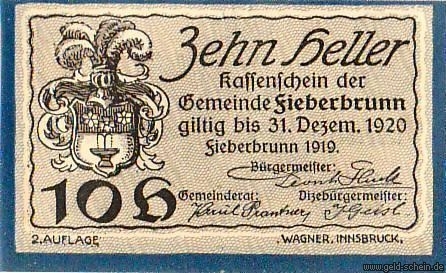 Zehn Heller
Kassenschein der
Gemeinde Fieberbrunn
giltig bis 31. Dezem. 1920
Fieberbrunn 1919.
Bürgermeister:
Gemeinderat: Vizebürgermeister:
10 H
2. AUFLAGE WAGNER, INNSBRUCK.
www.geld-schein.de